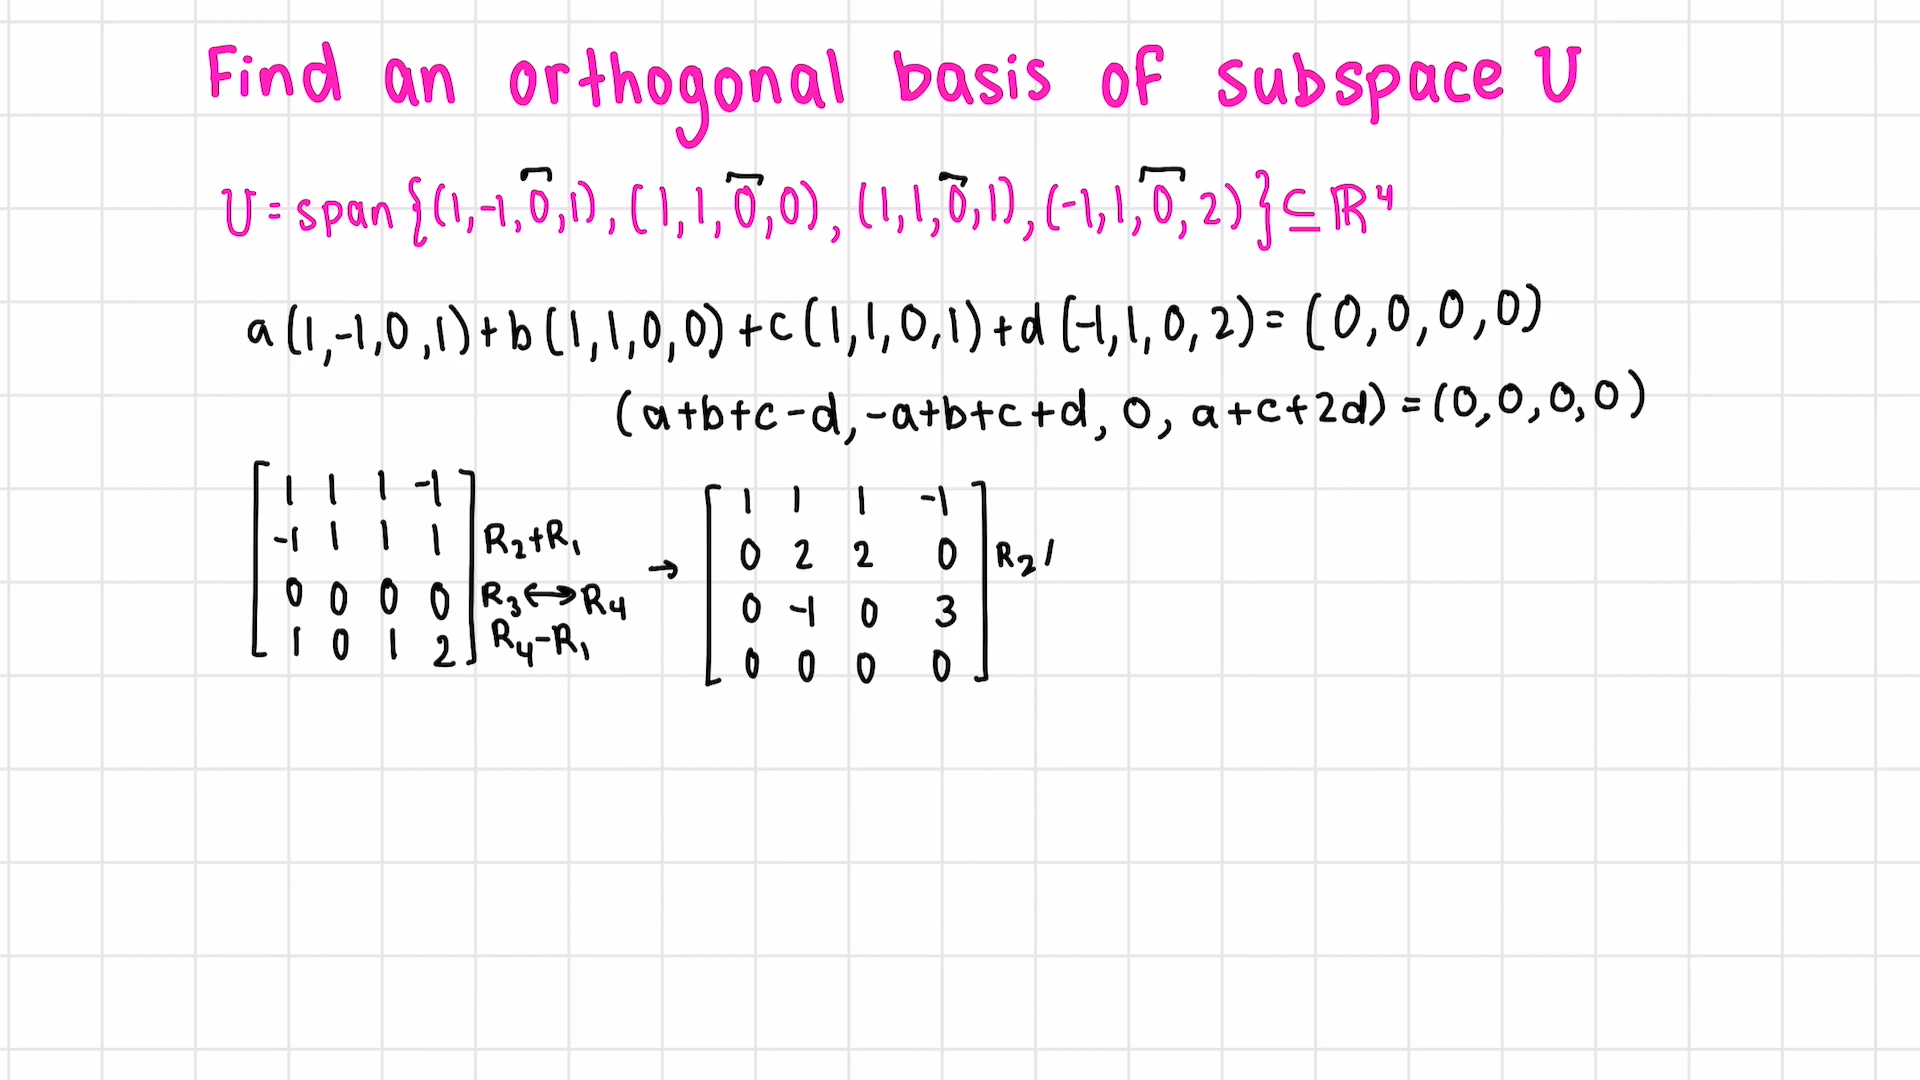 Find an orthogonal basis of subspace U
U = span{(1,-1,0,1), (1,1,0,0), (1,1,0,1), (-1,1,0,2)} ⊆ ℝ⁴
a(1,-1,0,1)+b(1,1,0,0)+c(1,1,0,1)+d(-1,1,0,2)=(0,0,0,0)
(a+b+c-d,-a+b+c+d,0,a+c+2d)=(0,0,0,0)
1 1 1 -1
-1 1 1 1 R₂+R₁
0 0 0 0 R₃↔R₄
1 0 1 2 R₄-R₁
→
1 1 1 -1
0 2 2 0 R₂/
0 -1 0 3
0 0 0 0